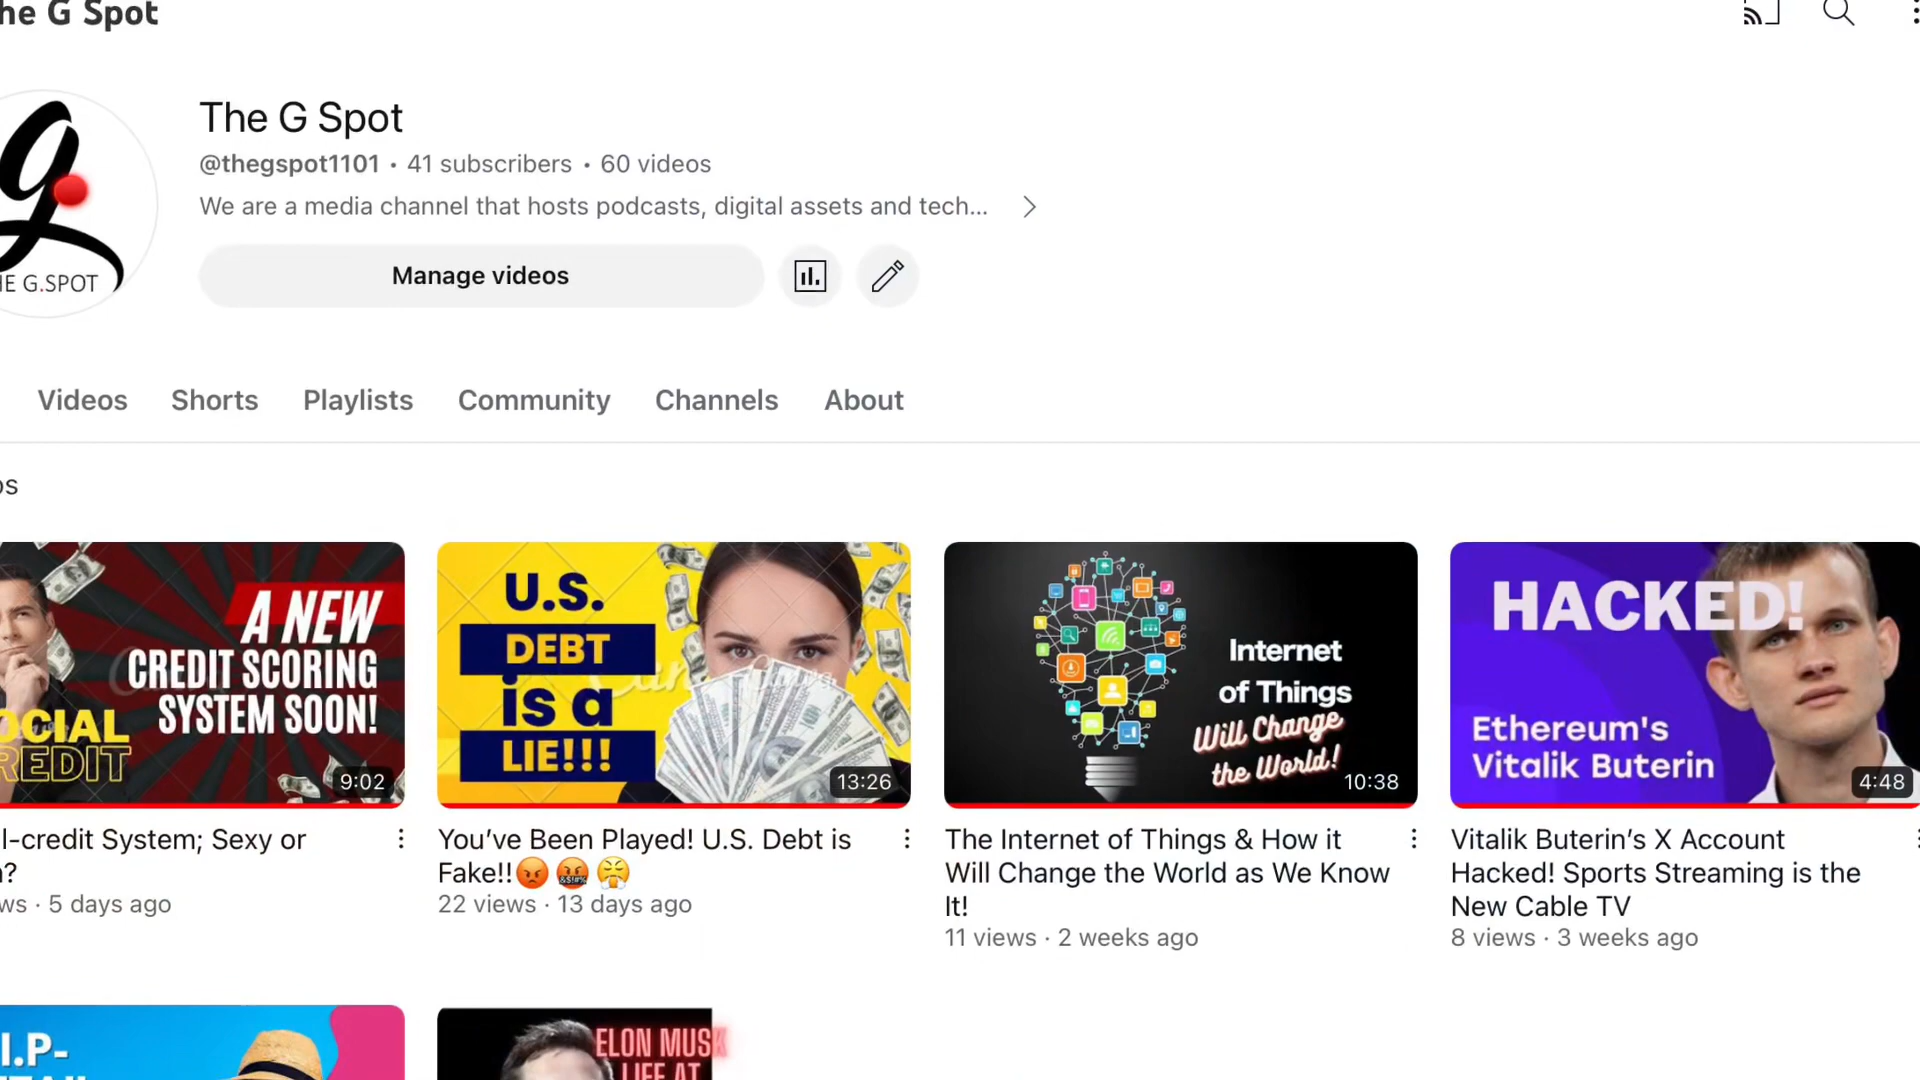 he G Spot
HE G.SPOT
The G Spot
@thegspot1101 • 41 subscribers • 60 videos
We are a media channel that hosts podcasts, digital assets and tech...
Manage videos
Videos
Shorts
Playlists
Community
Channels
About
os
A NEW
CREDIT SCORING
SYSTEM SOON!
OCIAL
REDIT
9:02
U.S.
DEBT
is a
LIE!!!
13:26
Internet
of Things
Will Change
the World!
10:38
HACKED!
Ethereum's
Vitalik Buterin
4:48
l-credit System; Sexy or
?
ws · 5 days ago
You’ve Been Played! U.S. Debt is
Fake!!😡🤬😤
22 views · 13 days ago
The Internet of Things & How it
Will Change the World as We Know
It!
11 views · 2 weeks ago
Vitalik Buterin’s X Account
Hacked! Sports Streaming is the
New Cable TV
8 views · 3 weeks ago
I.P-
ELON MUSK
LIFE AT